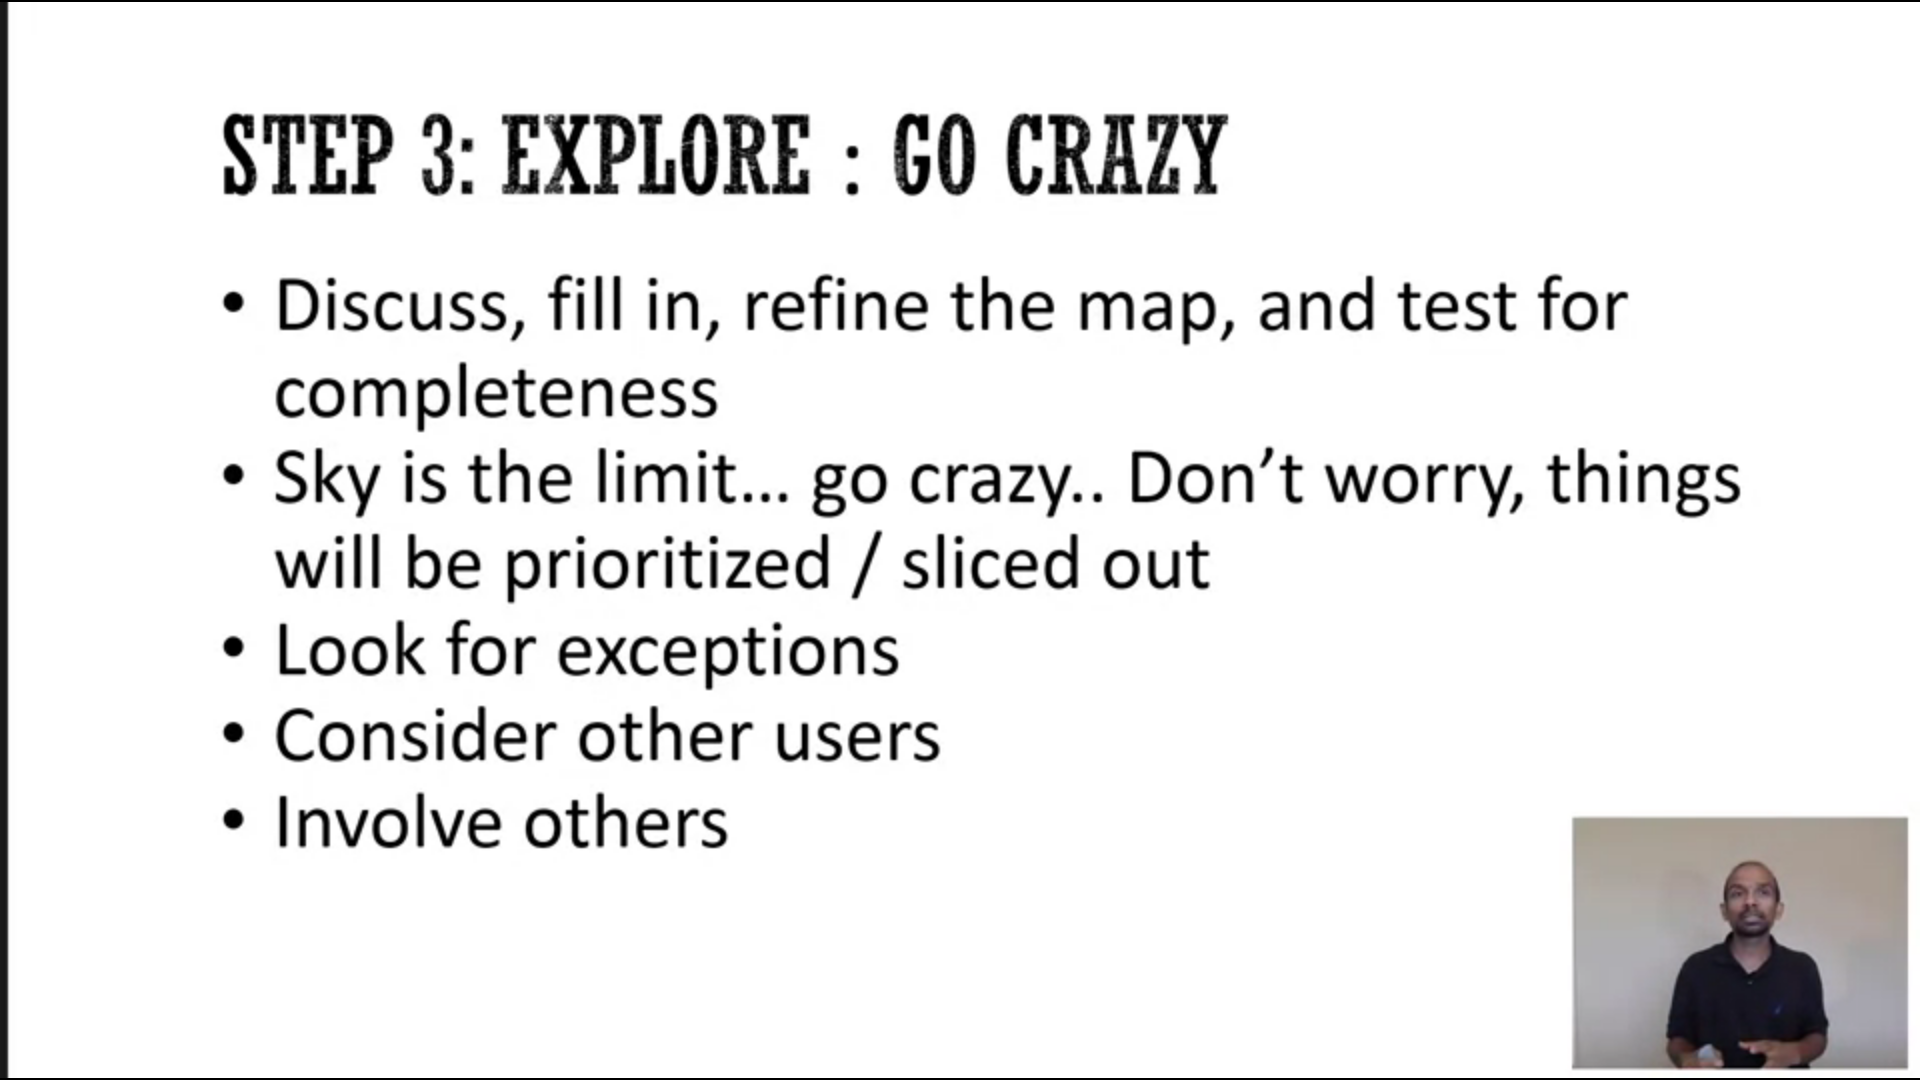 STEP 3: EXPLORE : GO CRAZY
• Discuss, fill in, refine the map, and test for
completeness
• Sky is the limit... go crazy.. Don’t worry, things
will be prioritized / sliced out
• Look for exceptions
• Consider other users
• Involve others